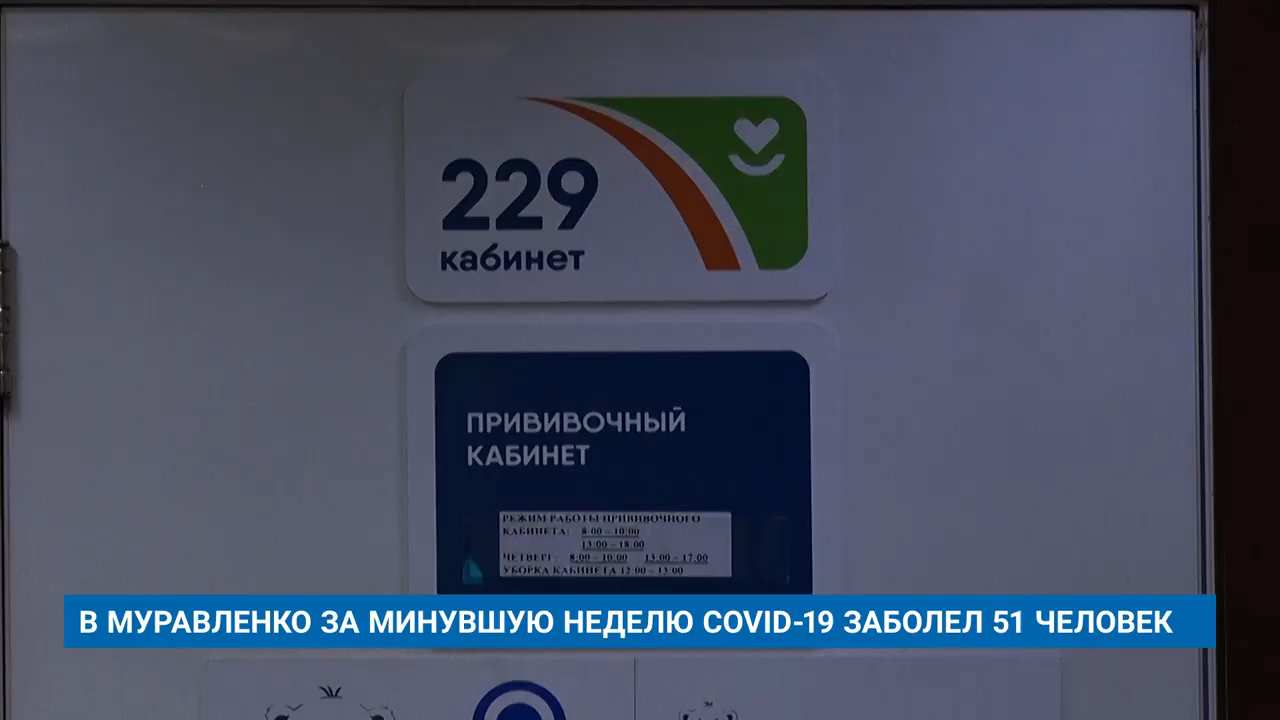 229
кабинет
ПРИВИВОЧНЫЙ
КАБИНЕТ
РЕЖИМ РАБОТЫ ПРИВИВОЧНОГО
КАБИНЕТА: 8:00 – 10:00
13:00 – 18:00
ЧЕТВЕРГ: 8:00 – 10:00 13:00 – 17:00
УБОРКА КАБИНЕТА 12:00 – 13:00
В МУРАВЛЕНКО ЗА МИНУВШУЮ НЕДЕЛЮ COVID-19 ЗАБОЛЕЛ 51 ЧЕЛОВЕК